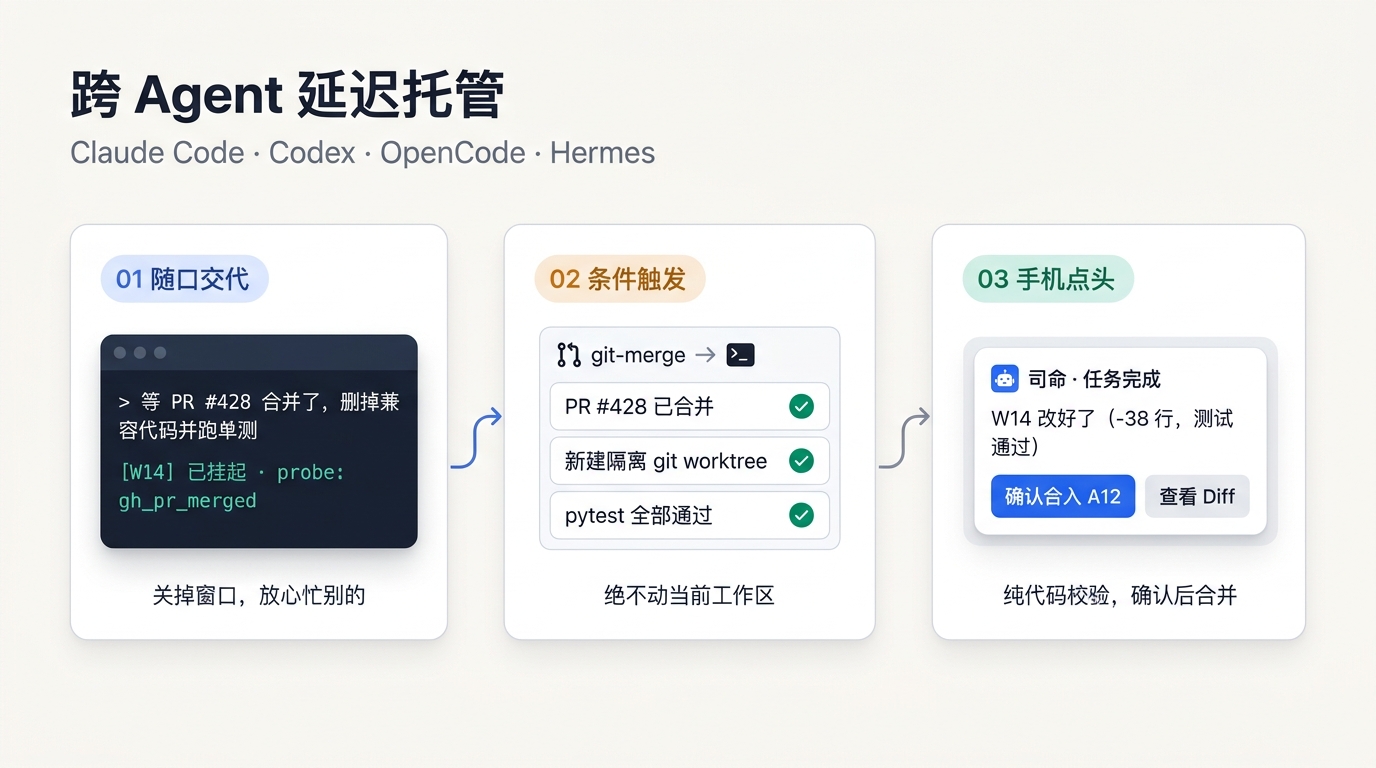 跨 Agent 延迟托管
Claude Code · Codex · OpenCode · Hermes
01 随口交代
> 等 PR #428 合并了，删掉兼
容代码并跑单测
[W14] 已挂起 · probe:
gh_pr_merged
关掉窗口，放心忙别的
02 条件触发
git-merge →
PR #428 已合并
新建隔离 git worktree
pytest 全部通过
绝不动当前工作区
03 手机点头
司命 · 任务完成
W14 改好了（-38 行，测试
通过）
确认合入 A12
查看 Diff
纯代码校验，确认后合并